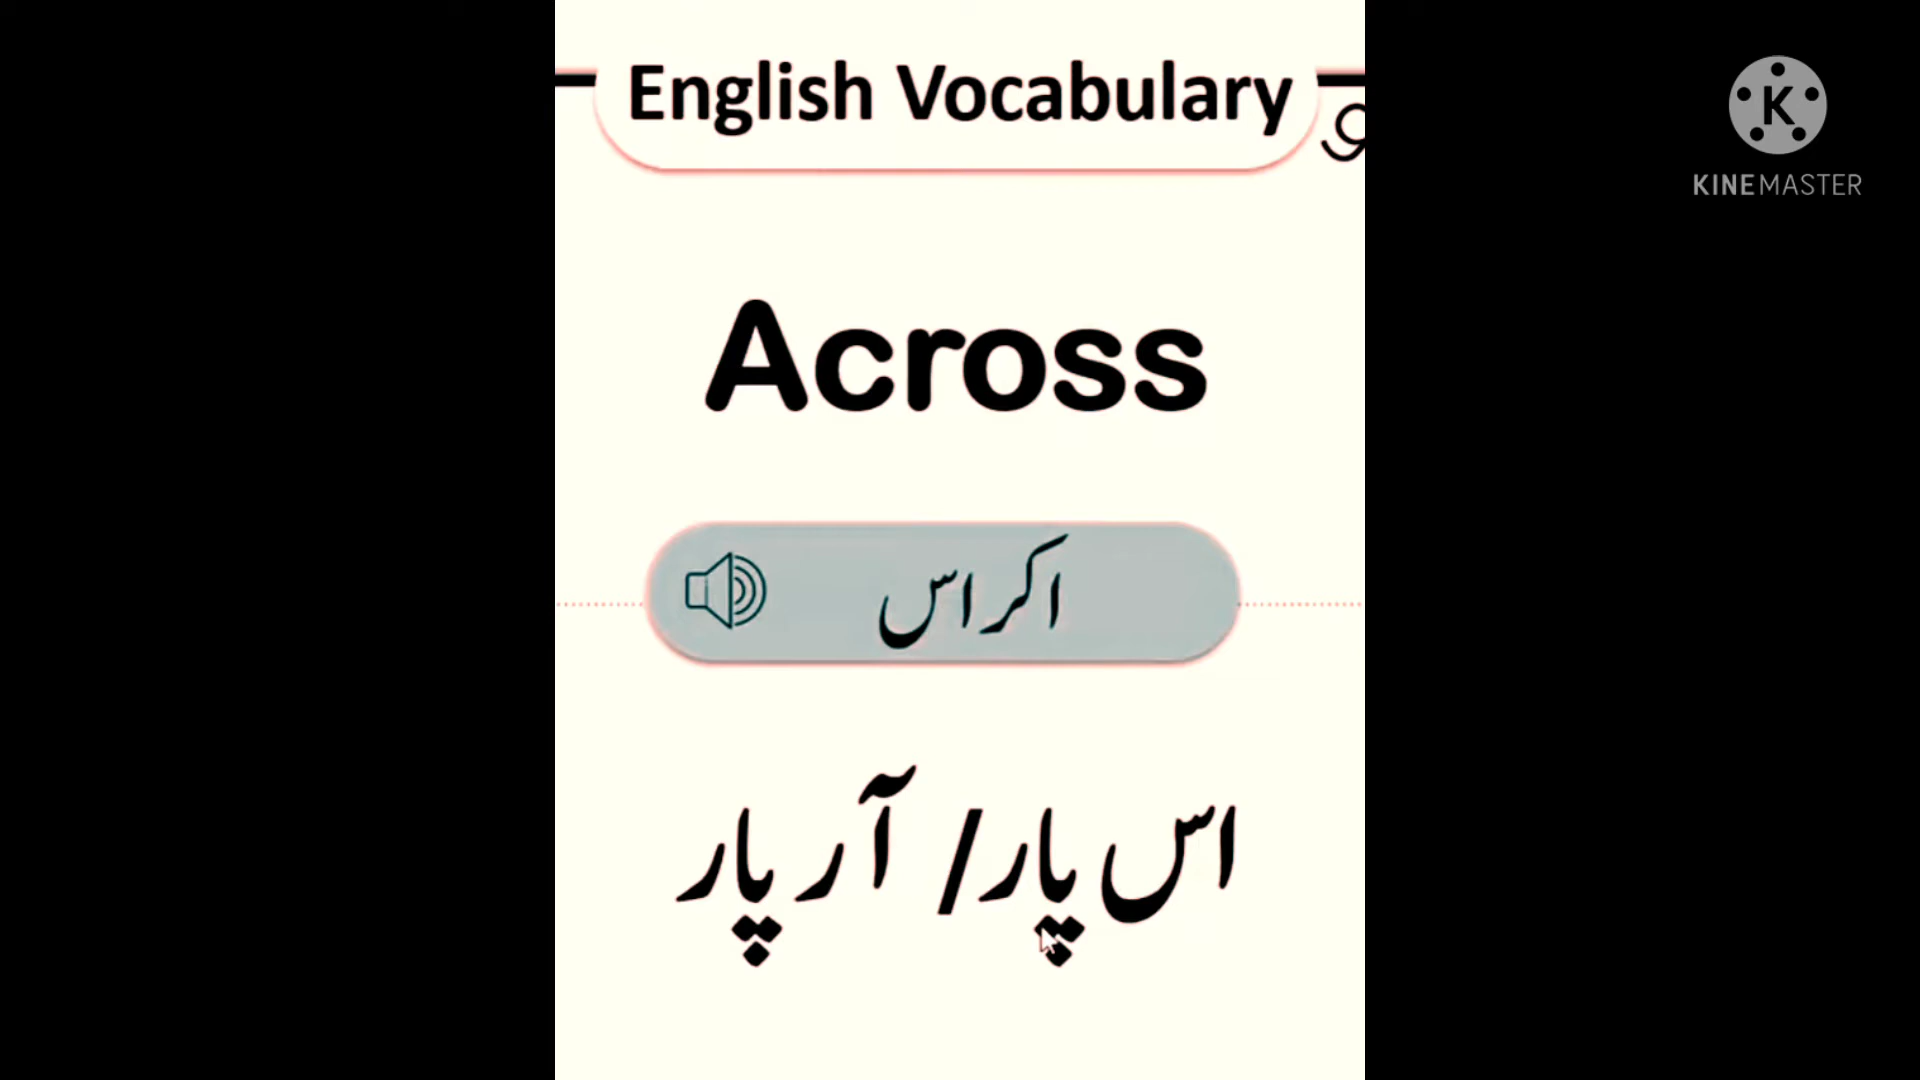 English Vocabulary
Across
اکراس
اس پار/ آر پار
KINEMASTER